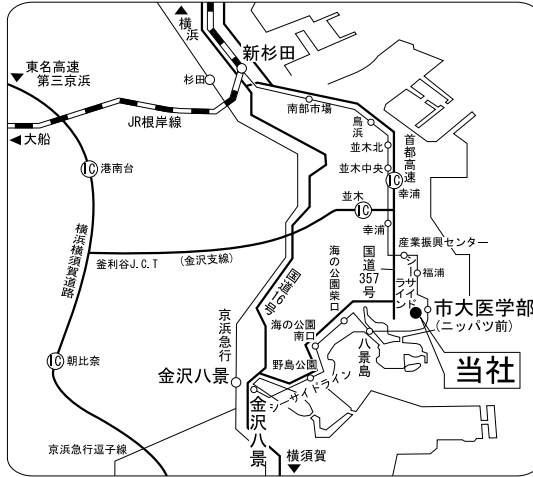 横浜
新杉田
東名高速
第三京浜
杉田
JR根岸線
大船
南部市場
鳥浜
並木北
並木中央
首都高速
IC
幸浦
IC
港南台
並木
IC
幸浦
横浜横須賀道路
釜利谷J.C.T
(金沢支線)
産業振興センター
福浦
国道357号
シーサイドライン
海の公園柴口
国道16号
京浜急行
市大医学部
(ニッパツ前)
海の公園
南口
八景島
当社
IC
朝比奈
野島公園
金沢八景
シーサイドライン
金沢八景
京浜急行逗子線
横須賀